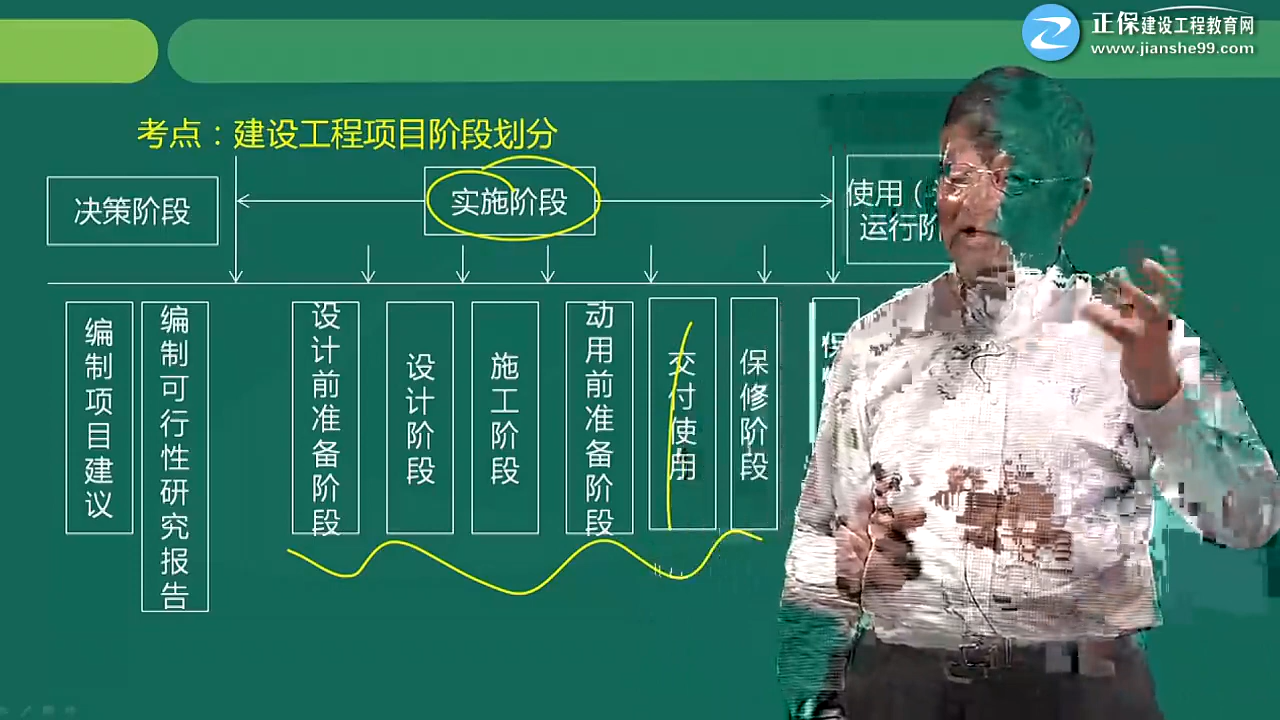 正保建设工程教育网
www.jianshe99.com
考点：建设工程项目阶段划分
决策阶段
实施阶段
使用（
运行阶
编制项目建议
编制可行性研究报告
设计前准备阶段
设计阶段
施工阶段
动用前准备阶段
交付使用
保修阶段
保